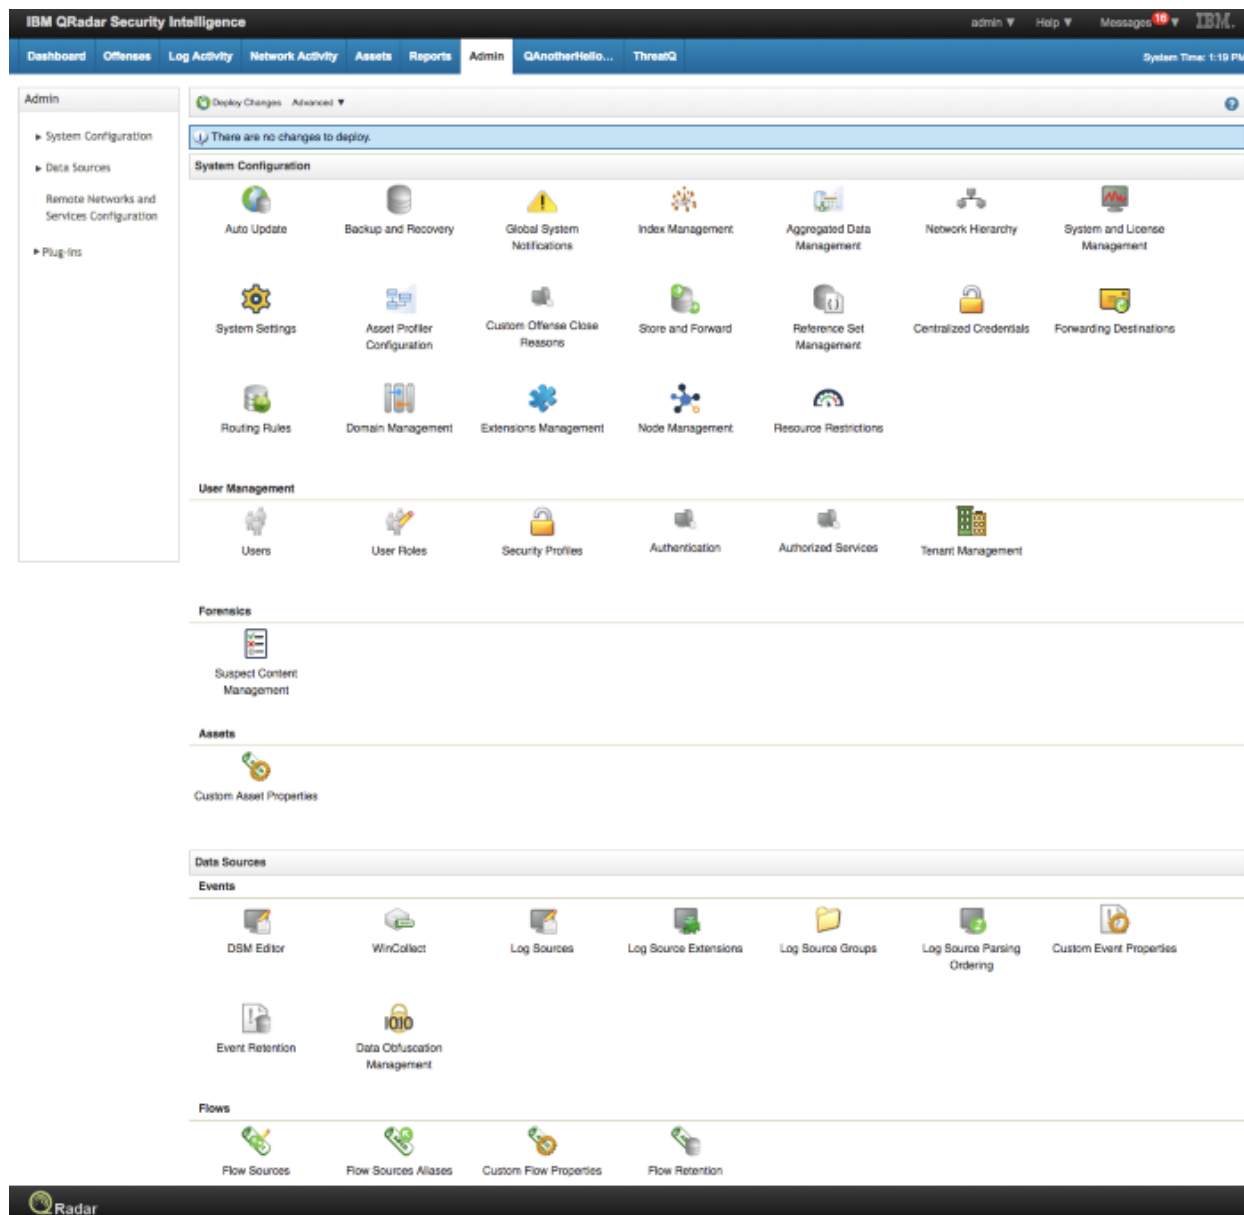 IBM QRadar Security Intelligence
admin ▼ Help ▼ Messages 18 ▼ IBM.
Dashboard Offenses Log Activity Network Activity Assets Reports Admin QAnotherHello... ThreatQ System Time: 1:19 PM
Admin
▶ System Configuration
▶ Data Sources
Remote Networks and
Services Configuration
▶ Plug-ins
Deploy Changes Advanced ▼
There are no changes to deploy.
System Configuration
Auto Update
Backup and Recovery
Global System
Notifications
Index Management
Aggregated Data
Management
Network Hierarchy
System and License
Management
System Settings
Asset Profiler
Configuration
Custom Offense Close
Reasons
Store and Forward
Reference Set
Management
Centralized Credentials
Forwarding Destinations
Routing Rules
Domain Management
Extensions Management
Node Management
Resource Restrictions
User Management
Users
User Roles
Security Profiles
Authentication
Authorized Services
Tenant Management
Forensics
Suspect Content
Management
Assets
Custom Asset Properties
Data Sources
Events
DSM Editor
WinCollect
Log Sources
Log Source Extensions
Log Source Groups
Log Source Parsing
Ordering
Custom Event Properties
Event Retention
1010
Data Obfuscation
Management
Flows
Flow Sources
Flow Sources Aliases
Custom Flow Properties
Flow Retention
QRadar